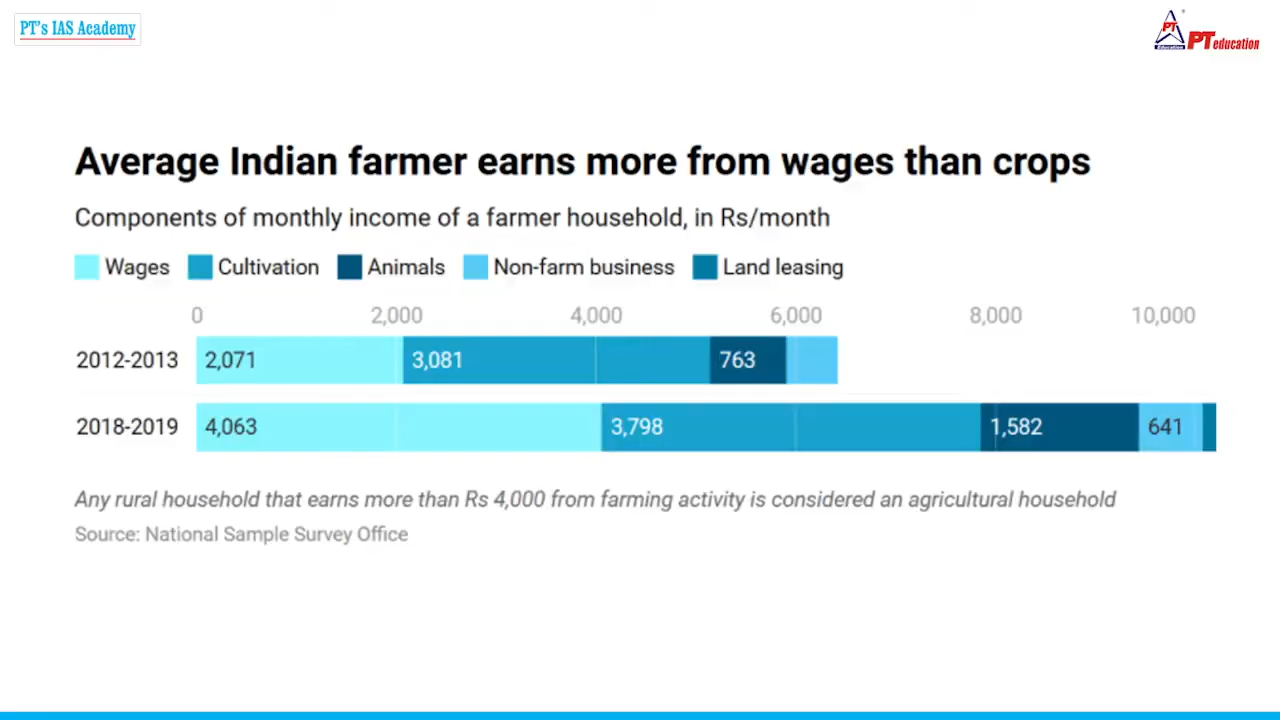 PT's IAS Academy
PT
Education
PT education
Average Indian farmer earns more from wages than crops
Components of monthly income of a farmer household, in Rs/month
Wages Cultivation Animals Non-farm business Land leasing
0 2,000 4,000 6,000 8,000 10,000
2012-2013 2,071 3,081 763
2018-2019 4,063 3,798 1,582 641
Any rural household that earns more than Rs 4,000 from farming activity is considered an agricultural household
Source: National Sample Survey Office